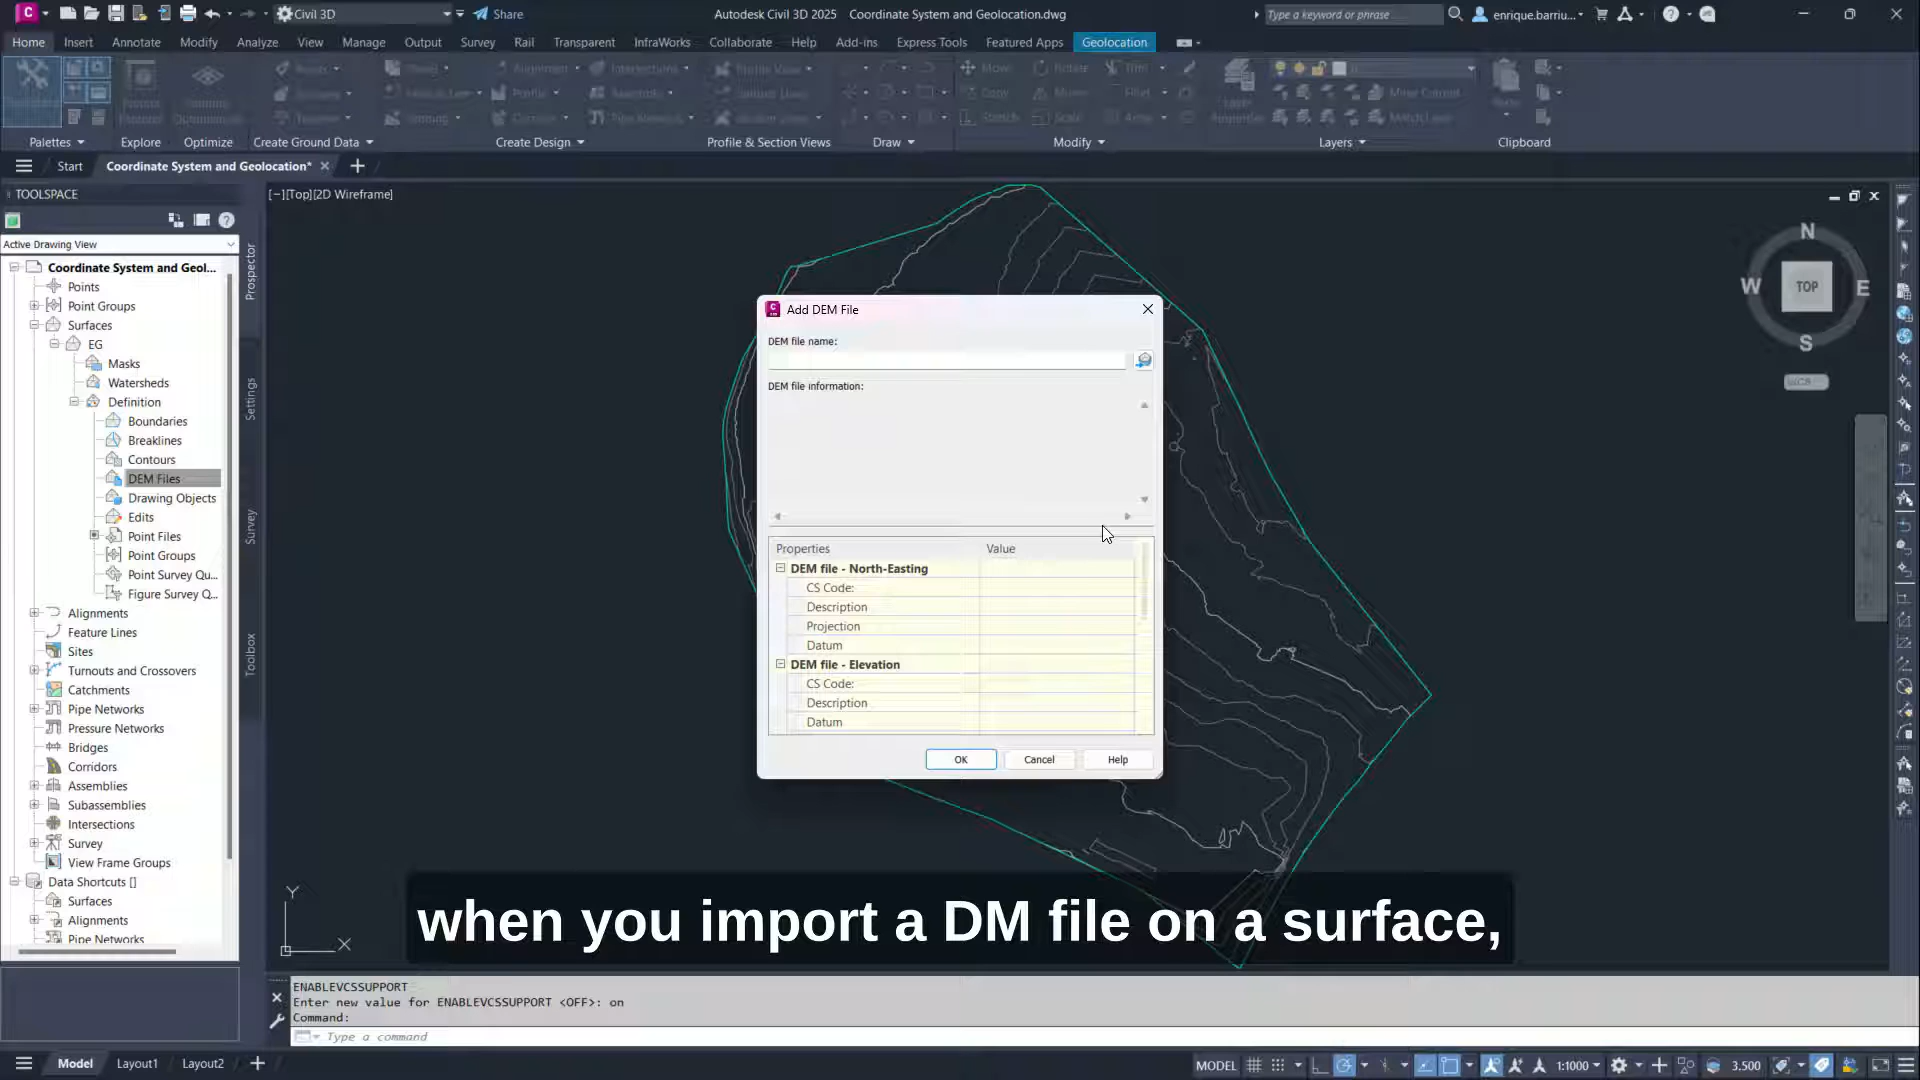 Civil 3D
Share
Autodesk Civil 3D 2025 Coordinate System and Geolocation.dwg
Type a keyword or phrase
enrique.barriu...
Home Insert Annotate Modify Analyze View Manage Output Survey Rail Transparent InfraWorks Collaborate Help Add-ins Express Tools Featured Apps Geolocation
Palettes Explore Optimize Create Ground Data Create Design Profile & Section Views Draw Modify Layers Clipboard
Start Coordinate System and Geolocation*
TOOLSPACE
[−][Top][2D Wireframe]
Active Drawing View
Prospector
Settings
Survey
Toolbox
Coordinate System and Geol...
Points
Point Groups
Surfaces
EG
Masks
Watersheds
Definition
Boundaries
Breaklines
Contours
DEM Files
Drawing Objects
Edits
Point Files
Point Groups
Point Survey Qu...
Figure Survey Q...
Alignments
Feature Lines
Sites
Turnouts and Crossovers
Catchments
Pipe Networks
Pressure Networks
Bridges
Corridors
Assemblies
Subassemblies
Intersections
Survey
View Frame Groups
Data Shortcuts []
Surfaces
Alignments
Pipe Networks
N
W TOP E
S
WCS
Add DEM File
DEM file name:
DEM file information:
Properties Value
DEM file - North-Easting
CS Code:
Description
Projection
Datum
DEM file - Elevation
CS Code:
Description
Datum
OK Cancel Help
Y
X
when you import a DM file on a surface,
ENABLEVCSSUPPORT
Enter new value for ENABLEVCSSUPPORT <OFF>: on
Command:
Type a command
Model Layout1 Layout2
MODEL 1:1000 3.500